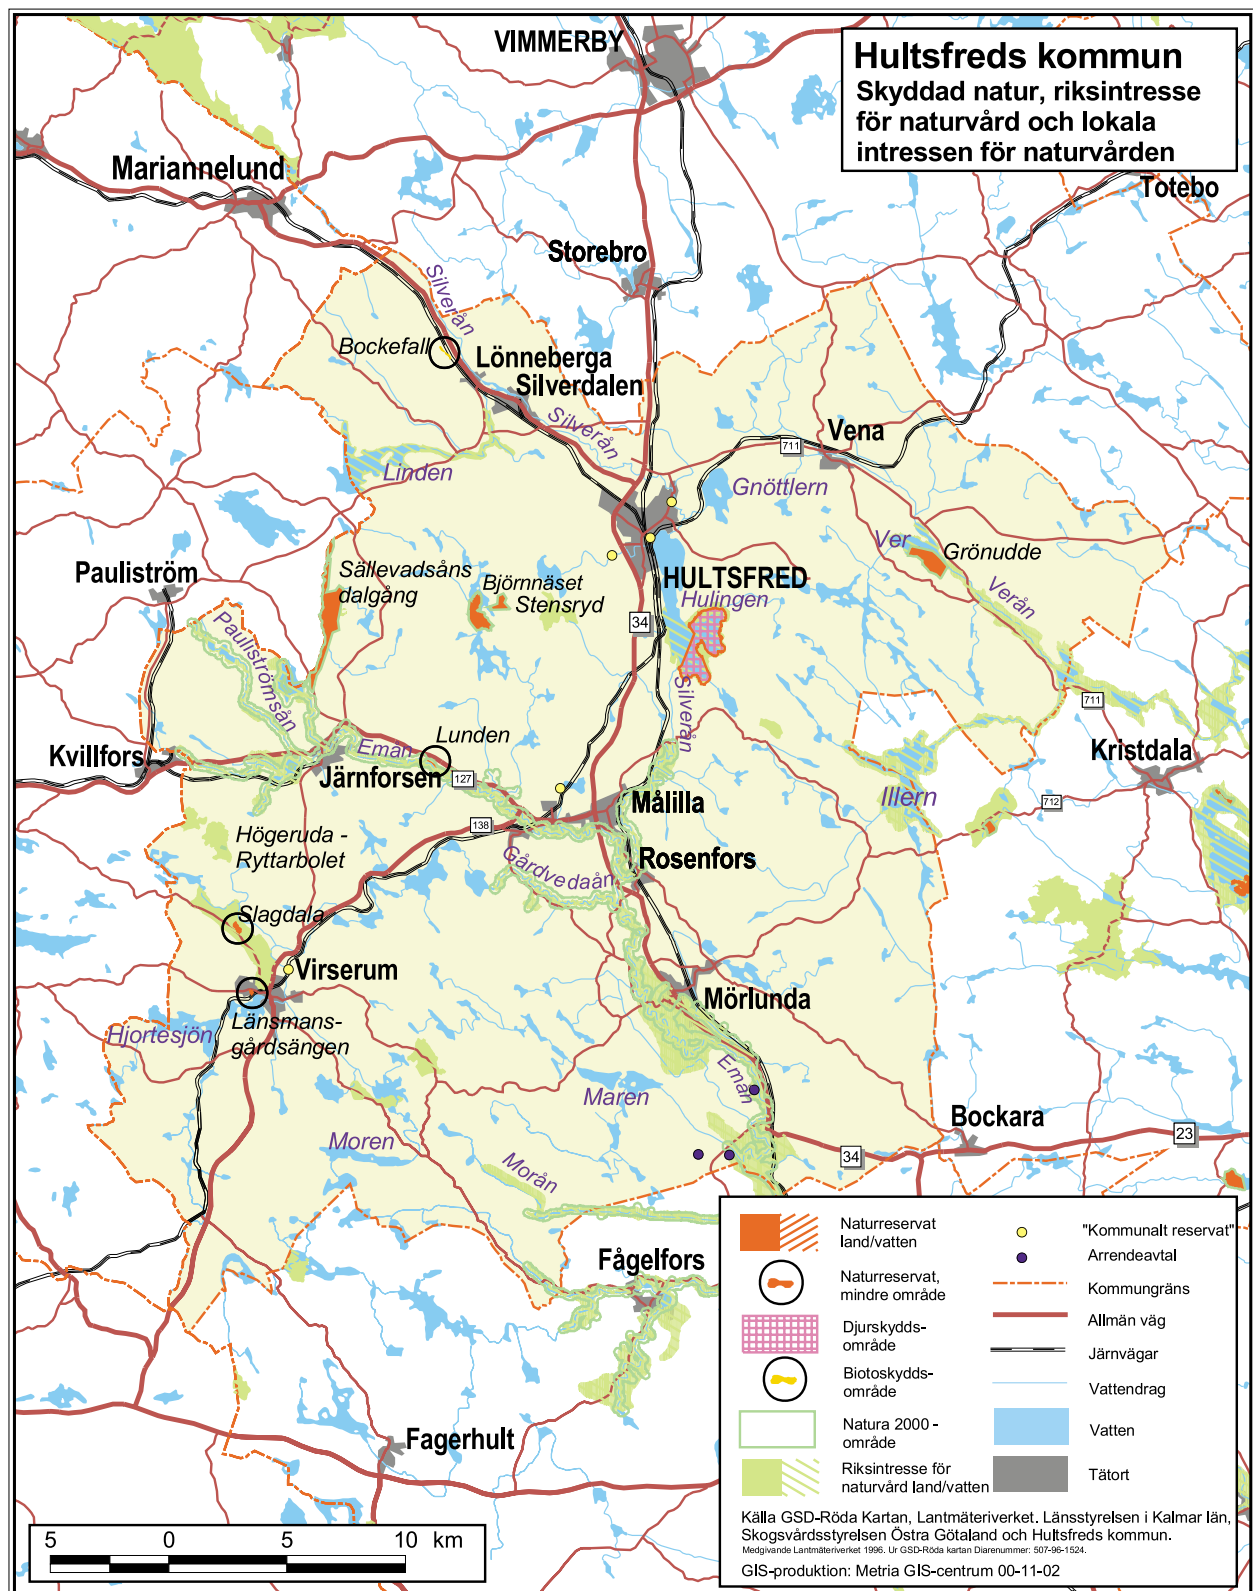 Hultsfreds kommun
Skyddad natur, riksintresse
för naturvård och lokala
intressen för naturvården
VIMMERBY
Mariannelund
Totebo
Storebro
Silverån
Bockefall
Lönneberga
Silverdalen
Silverån
Vena
711
Linden
Gnöttlern
Ver
Grönudde
Pauliström
Sällevadsåns
dalgång
Björnnäset
Stensryd
HULTSFRED
Hulingen
Verån
34
Pauliströmsån
Silverån
711
Kvillfors
Emån
Lunden
Järnforsen
127
Kristdala
Illern
712
Målilla
138
Högeruda -
Ryttarbolet
Gårdvedaån
Rosenfors
Slagdala
Virserum
Mörlunda
Hjortesjön
Länsmans-
gårdsängen
Emån
Maren
Bockara
Moren
23
34
Morån
Fågelfors
Fagerhult
Naturreservat
land/vatten
Naturreservat,
mindre område
Djurskydds-
område
Biotoskydds-
område
Natura 2000 -
område
Riksintresse för
naturvård land/vatten
"Kommunalt reservat"
Arrendeavtal
Kommungräns
Allmän väg
Järnvägar
Vattendrag
Vatten
Tätort
Källa GSD-Röda Kartan, Lantmäteriverket. Länsstyrelsen i Kalmar län,
Skogsvårdsstyrelsen Östra Götaland och Hultsfreds kommun.
Medgivande Lantmäteriverket 1996. Ur GSD-Röda kartan Diarenummer: 507-96-1524.
GIS-produktion: Metria GIS-centrum 00-11-02
5 0 5 10 km